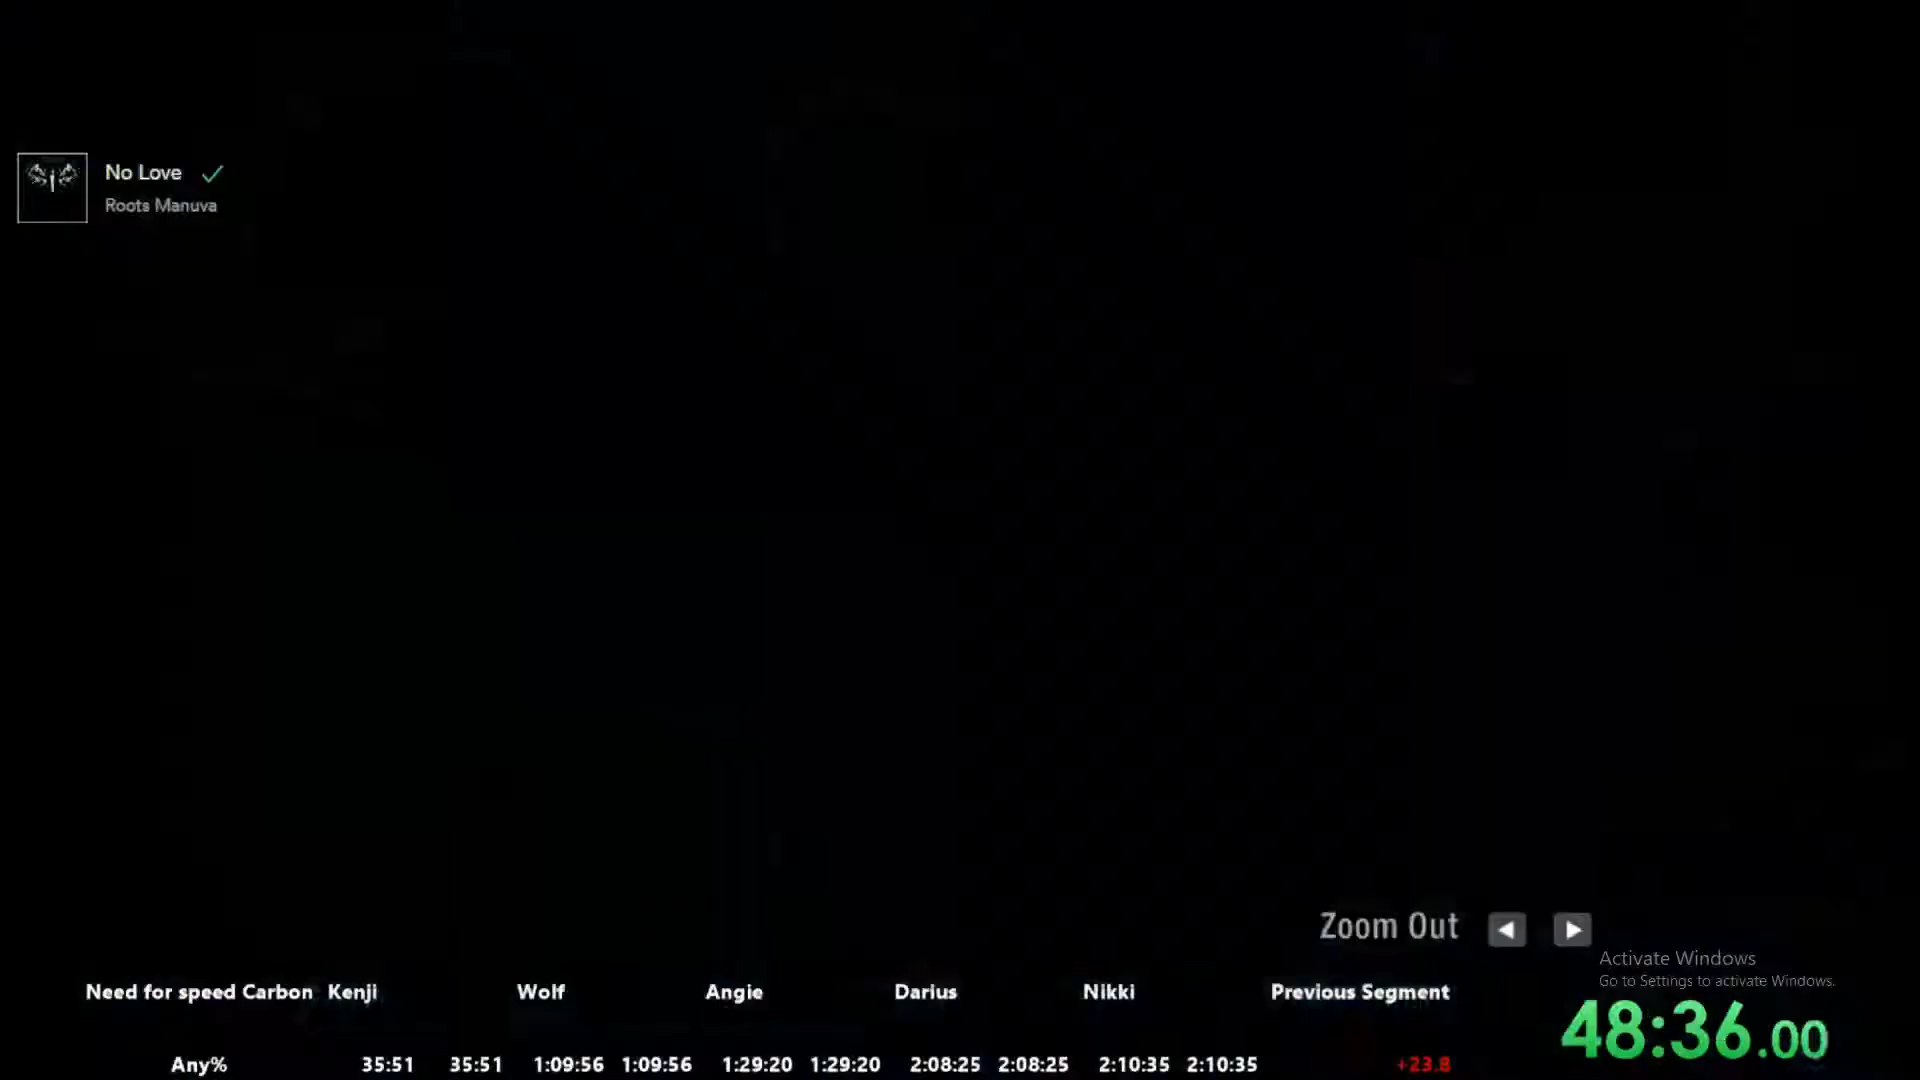 No Love
Roots Manuva
Zoom Out
Activate Windows
Go to Settings to activate Windows.
Need for speed Carbon Kenji Wolf Angie Darius Nikki Previous Segment
48:36.00
Any% 35:51 35:51 1:09:56 1:09:56 1:29:20 1:29:20 2:08:25 2:08:25 2:10:35 2:10:35 +23.8